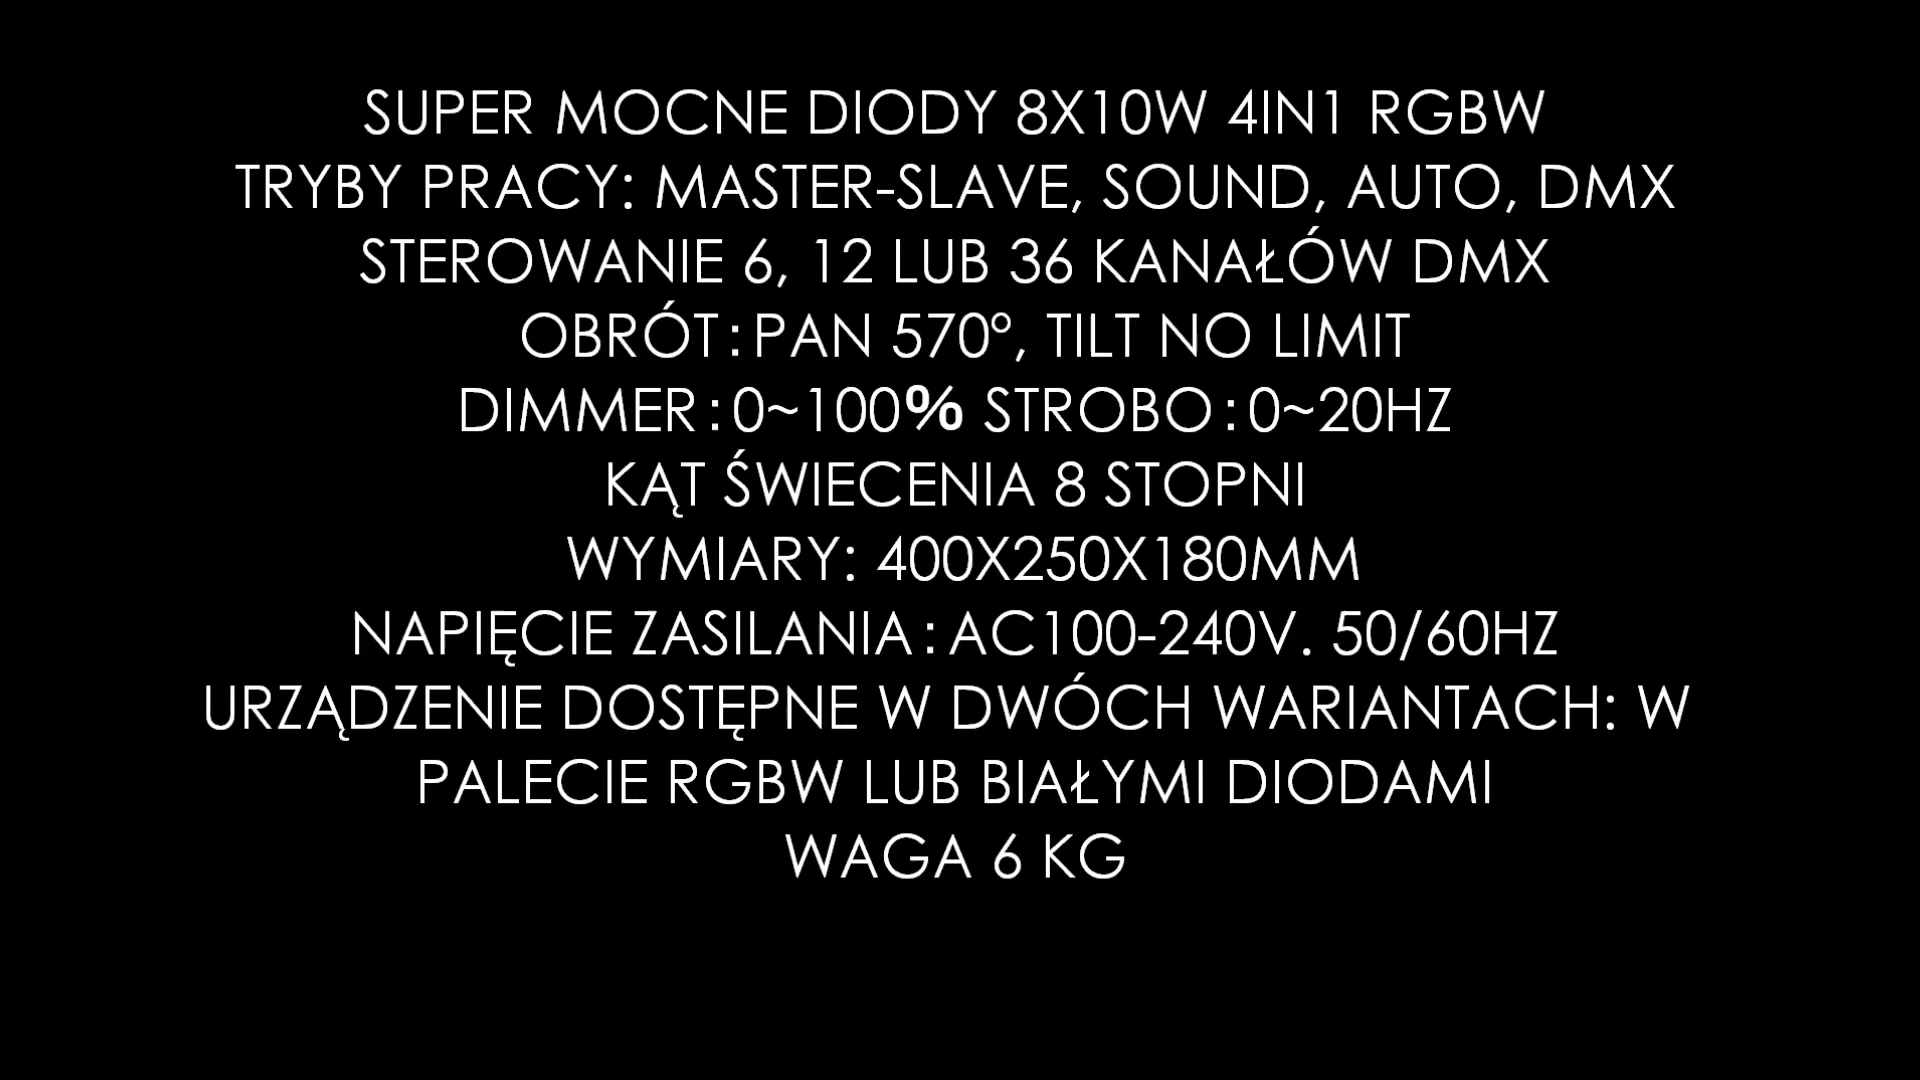 SUPER MOCNE DIODY 8X10W 4IN1 RGBW
TRYBY PRACY: MASTER-SLAVE, SOUND, AUTO, DMX
STEROWANIE 6, 12 LUB 36 KANAŁÓW DMX
OBRÓT:PAN 570º, TILT NO LIMIT
DIMMER:0~100% STROBO:0~20HZ
KĄT ŚWIECENIA 8 STOPNI
WYMIARY: 400X250X180MM
NAPIĘCIE ZASILANIA:AC100-240V. 50/60HZ
URZĄDZENIE DOSTĘPNE W DWÓCH WARIANTACH: W
PALECIE RGBW LUB BIAŁYMI DIODAMI
WAGA 6 KG